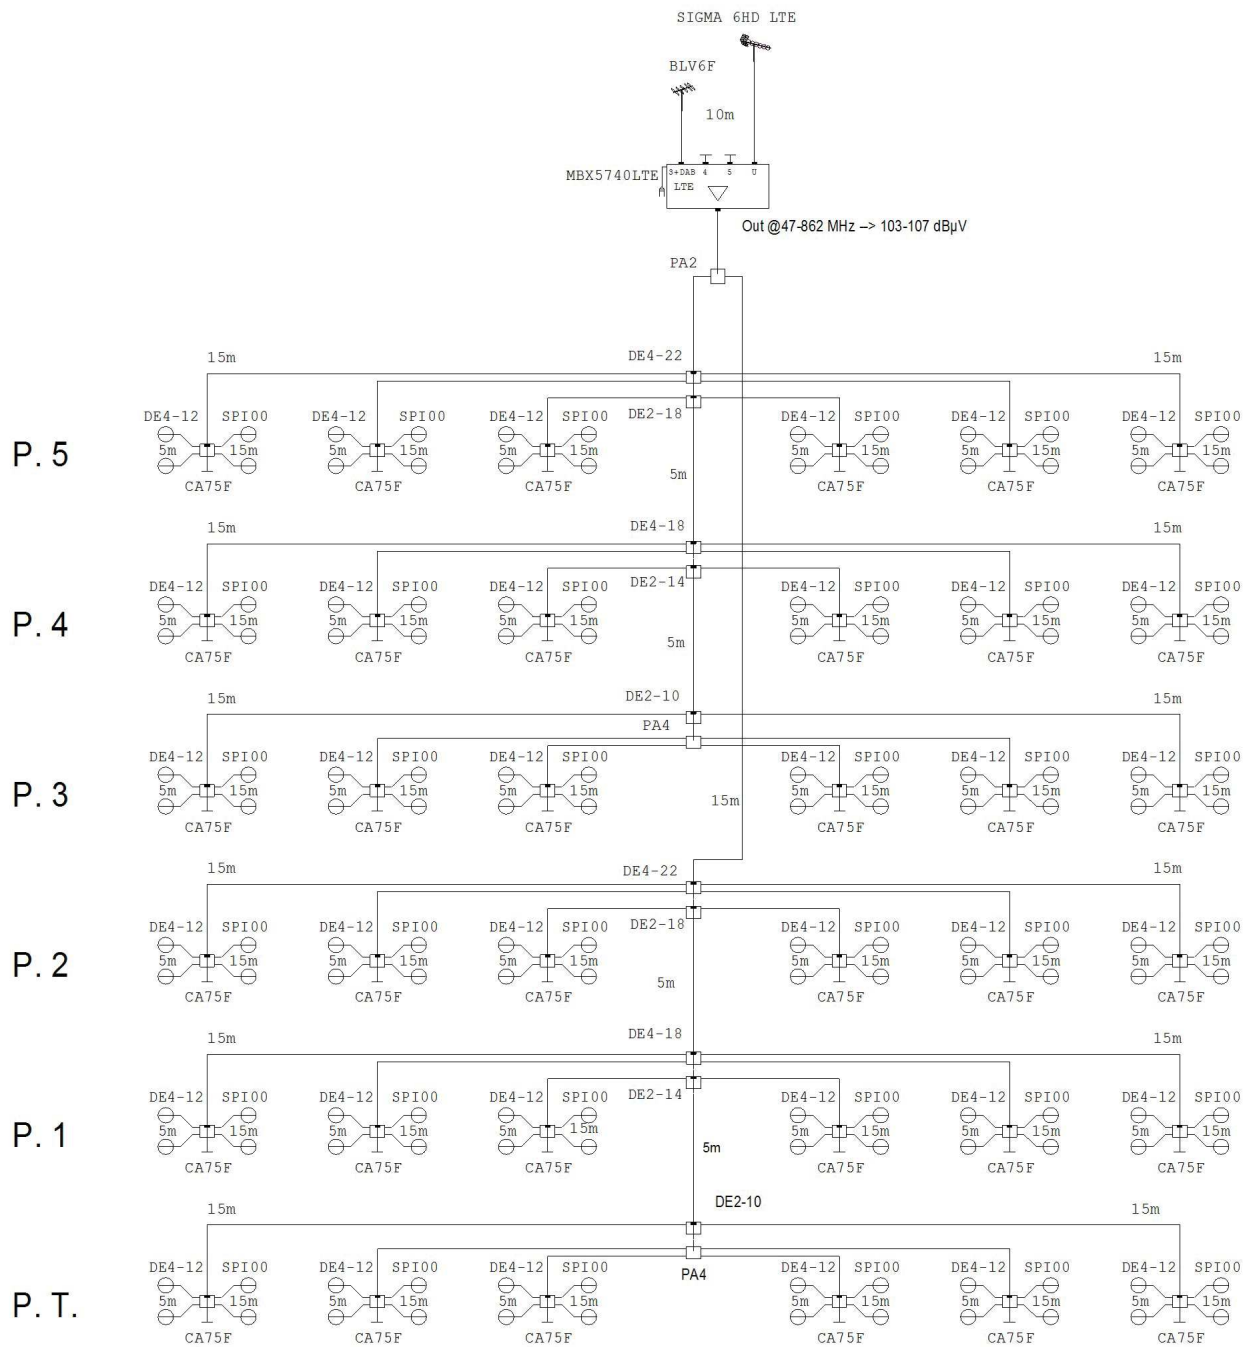 SIGMA 6HD LTE
BLV6F
10m
MBX5740LTE
3+DAB 4 5 U
LTE
Out @47-862 MHz --> 103-107 dBµV
PA2
15m DE4-22 15m
DE4-12 SPI00 DE4-12 SPI00 DE4-12 SPI00 DE2-18 DE4-12 SPI00 DE4-12 SPI00 DE4-12 SPI00
P. 5 5m 15m 5m 15m 5m 15m 5m 15m 5m 15m 5m 15m
5m
CA75F CA75F CA75F CA75F CA75F CA75F
15m DE4-18 15m
DE4-12 SPI00 DE4-12 SPI00 DE4-12 SPI00 DE2-14 DE4-12 SPI00 DE4-12 SPI00 DE4-12 SPI00
P. 4 5m 15m 5m 15m 5m 15m 5m 15m 5m 15m 5m 15m
5m
CA75F CA75F CA75F CA75F CA75F CA75F
15m DE2-10 15m
PA4
DE4-12 SPI00 DE4-12 SPI00 DE4-12 SPI00 DE4-12 SPI00 DE4-12 SPI00 DE4-12 SPI00
P. 3 5m 15m 5m 15m 5m 15m 5m 15m 5m 15m 5m 15m
15m
CA75F CA75F CA75F CA75F CA75F CA75F
15m DE4-22 15m
DE4-12 SPI00 DE4-12 SPI00 DE4-12 SPI00 DE2-18 DE4-12 SPI00 DE4-12 SPI00 DE4-12 SPI00
P. 2 5m 15m 5m 15m 5m 15m 5m 15m 5m 15m 5m 15m
5m
CA75F CA75F CA75F CA75F CA75F CA75F
15m DE4-18 15m
DE4-12 SPI00 DE4-12 SPI00 DE4-12 SPI00 DE2-14 DE4-12 SPI00 DE4-12 SPI00 DE4-12 SPI00
P. 1 5m 15m 5m 15m 5m 15m 5m 15m 5m 15m 5m 15m
5m
CA75F CA75F CA75F CA75F CA75F CA75F
15m DE2-10 15m
DE4-12 SPI00 DE4-12 SPI00 DE4-12 SPI00 PA4 DE4-12 SPI00 DE4-12 SPI00 DE4-12 SPI00
P. T. 5m 15m 5m 15m 5m 15m 5m 15m 5m 15m 5m 15m
CA75F CA75F CA75F CA75F CA75F CA75F